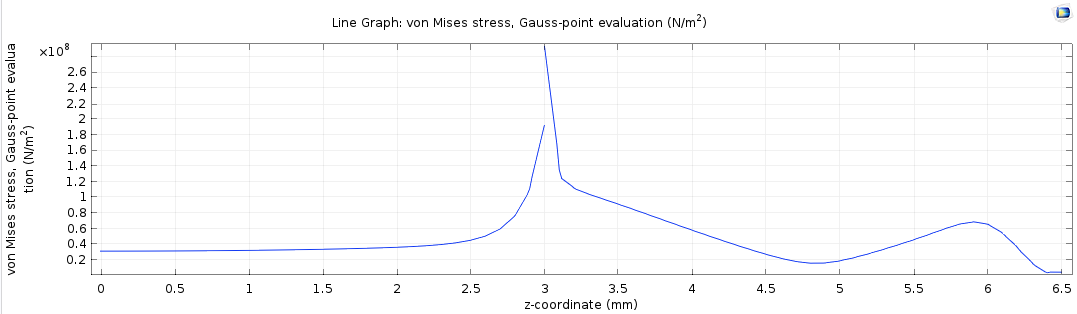 Line Graph: von Mises stress, Gauss-point evaluation (N/m²)
×10⁸
von Mises stress, Gauss-point evalua
tion (N/m²)
2.6
2.4
2.2
2
1.8
1.6
1.4
1.2
1
0.8
0.6
0.4
0.2
0 0.5 1 1.5 2 2.5 3 3.5 4 4.5 5 5.5 6 6.5
z-coordinate (mm)